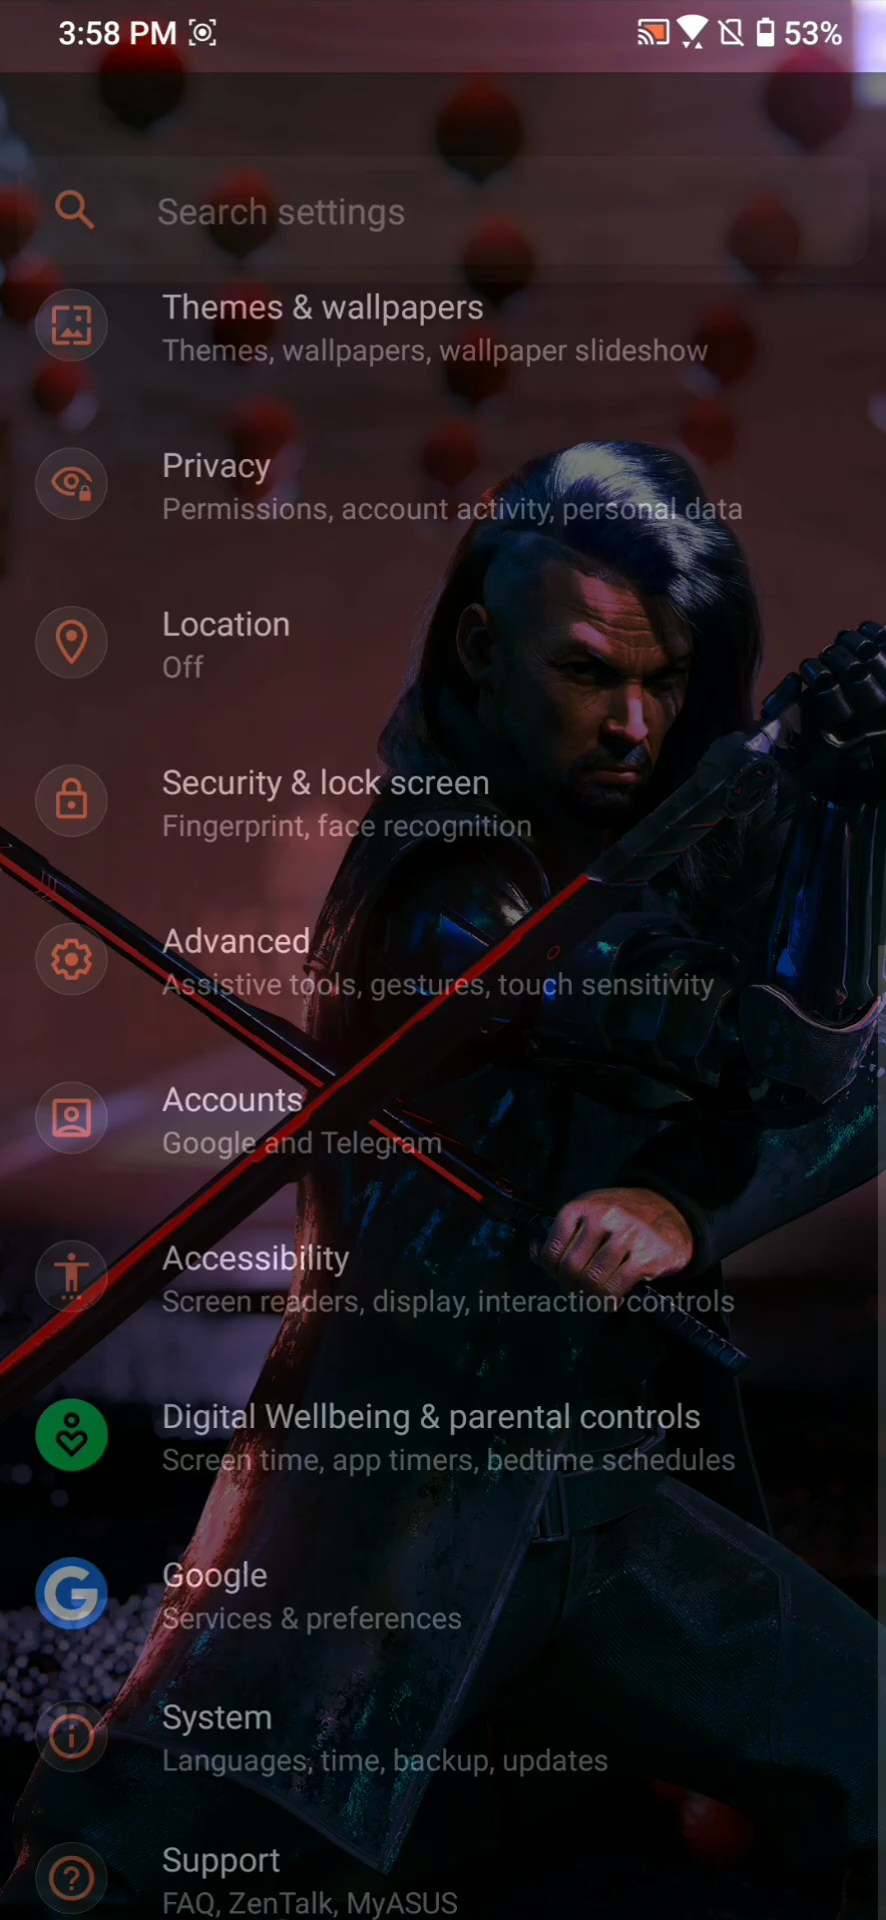 3:58 PM 53%
Search settings
Themes & wallpapers
Themes, wallpapers, wallpaper slideshow
Privacy
Permissions, account activity, personal data
Location
Off
Security & lock screen
Fingerprint, face recognition
Advanced
Assistive tools, gestures, touch sensitivity
Accounts
Google and Telegram
Accessibility
Screen readers, display, interaction controls
Digital Wellbeing & parental controls
Screen time, app timers, bedtime schedules
Google
Services & preferences
System
Languages, time, backup, updates
Support
FAQ, ZenTalk, MyASUS